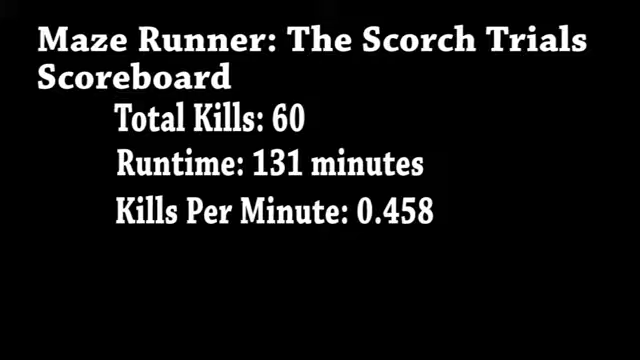 Maze Runner: The Scorch Trials
Scoreboard
Total Kills: 60
Runtime: 131 minutes
Kills Per Minute: 0.458